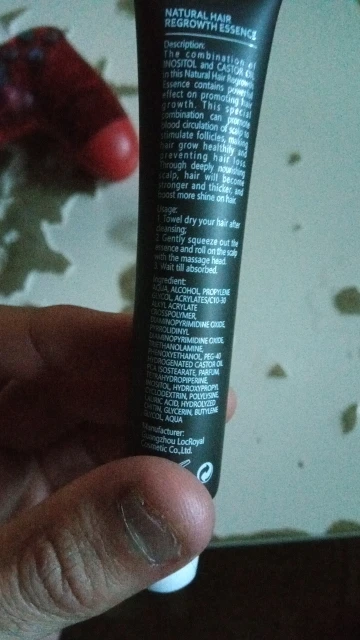 NATURAL HAIR
REGROWTH ESSENCE
Description:
The combination of
INOSITOL and CASTOR OIL
in this Natural Hair Regrowth
Essence contains powerful
effect on promoting hair
growth. This special
combination can promote
blood circulation of scalp to
stimulate follicles, making
hair grow healthily and
preventing hair loss.
Through deeply nourishing
scalp, hair will become
stronger and thicker, and
boost more shine on hair.
Usage:
1. Towel dry your hair after
cleansing;
2. Gently squeeze out the
essence and roll on the scalp
with the massage head.
3. Wait till absorbed.
Ingredient:
AQUA, ALCOHOL, PROPYLENE
GLYCOL, ACRYLATES/C10-30
ALKYL ACRYLATE
CROSSPOLYMER,
DIAMINOPYRIMIDINE OXIDE,
PYRROLIDINYL
DIAMINOPYRIMIDINE OXIDE,
TRIETHANOLAMINE,
PHENOXYETHANOL, PEG-40
HYDROGENATED CASTOR OIL
PCA ISOSTEARATE, PARFUM,
TETRAHYDROPIPERINE,
INOSITOL, HYDROXYPROPYL
CYCLODEXTRIN, POLYLYSINE,
LAURIC ACID, HYDROLYZED
GLYCERIN, BUTYLENE
GLYCOL, AQUA
Manufacturer:
Guangzhou LocRoyal
Cosmetic Co.,Ltd.